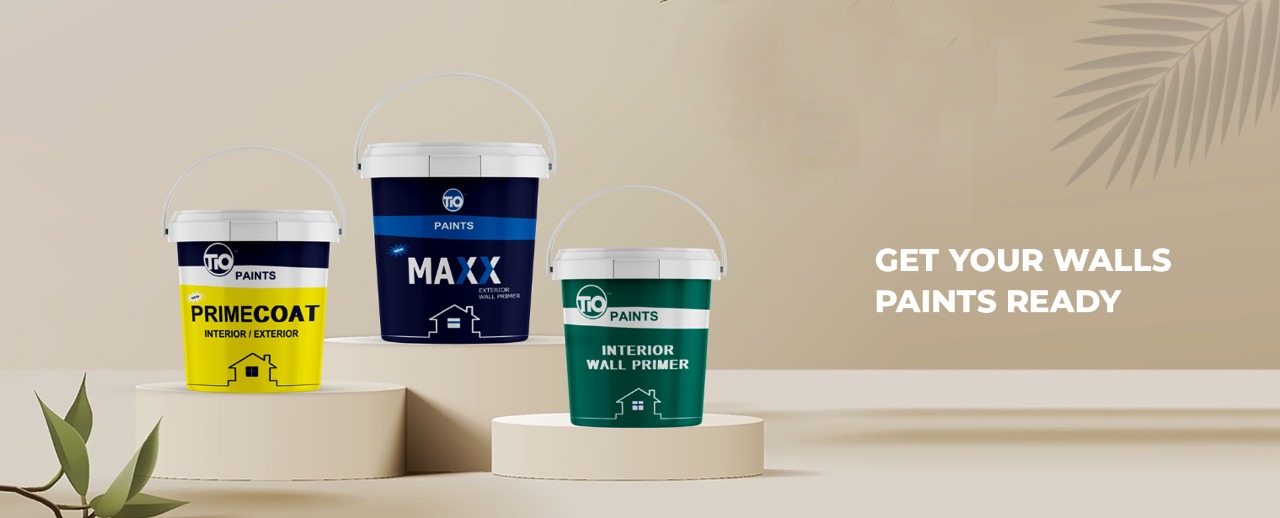 TiO
PAINTS
NEW
PRIMECOAT
INTERIOR / EXTERIOR
TiO
PAINTS
NEW
MAXX
EXTERIOR
WALL PRIMER
TiO
PAINTS
INTERIOR
WALL PRIMER
GET YOUR WALLS
PAINTS READY